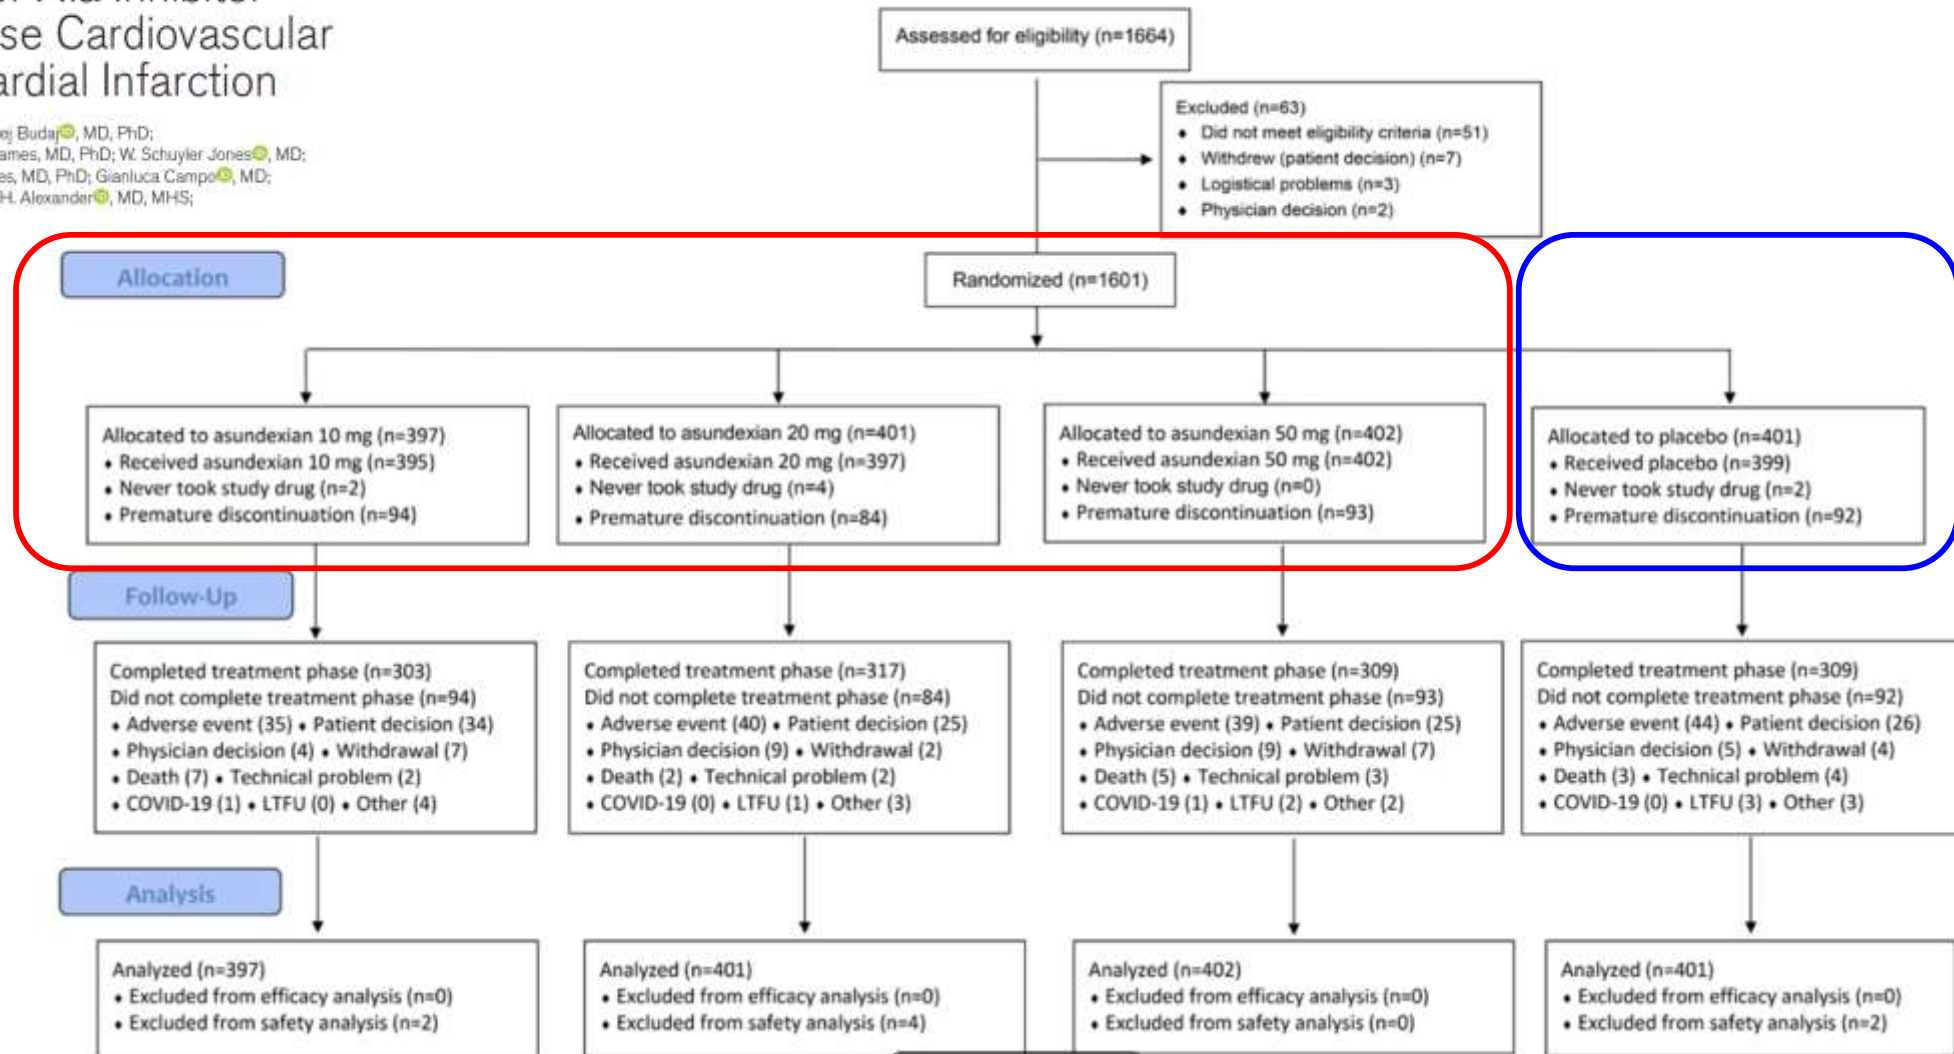 se Cardiovascular
ardial Infarction
ej Budaj, MD, PhD;
ames, MD, PhD; W. Schuyler Jones, MD;
es, MD, PhD; Gianluca Campo, MD;
H. Alexander, MD, MHS;
Assessed for eligibility (n=1664)
Excluded (n=63)
◆ Did not meet eligibility criteria (n=51)
◆ Withdrew (patient decision) (n=7)
◆ Logistical problems (n=3)
◆ Physician decision (n=2)
Allocation
Randomized (n=1601)
Allocated to asundexian 10 mg (n=397)
◆ Received asundexian 10 mg (n=395)
◆ Never took study drug (n=2)
◆ Premature discontinuation (n=94)
Allocated to asundexian 20 mg (n=401)
◆ Received asundexian 20 mg (n=397)
◆ Never took study drug (n=4)
◆ Premature discontinuation (n=84)
Allocated to asundexian 50 mg (n=402)
◆ Received asundexian 50 mg (n=402)
◆ Never took study drug (n=0)
◆ Premature discontinuation (n=93)
Allocated to placebo (n=401)
◆ Received placebo (n=399)
◆ Never took study drug (n=2)
◆ Premature discontinuation (n=92)
Follow-Up
Completed treatment phase (n=303)
Did not complete treatment phase (n=94)
◆ Adverse event (35) ◆ Patient decision (34)
◆ Physician decision (4) ◆ Withdrawal (7)
◆ Death (7) ◆ Technical problem (2)
◆ COVID-19 (1) ◆ LTFU (0) ◆ Other (4)
Completed treatment phase (n=317)
Did not complete treatment phase (n=84)
◆ Adverse event (40) ◆ Patient decision (25)
◆ Physician decision (9) ◆ Withdrawal (2)
◆ Death (2) ◆ Technical problem (2)
◆ COVID-19 (0) ◆ LTFU (1) ◆ Other (3)
Completed treatment phase (n=309)
Did not complete treatment phase (n=93)
◆ Adverse event (39) ◆ Patient decision (25)
◆ Physician decision (9) ◆ Withdrawal (7)
◆ Death (5) ◆ Technical problem (3)
◆ COVID-19 (1) ◆ LTFU (2) ◆ Other (2)
Completed treatment phase (n=309)
Did not complete treatment phase (n=92)
◆ Adverse event (44) ◆ Patient decision (26)
◆ Physician decision (5) ◆ Withdrawal (4)
◆ Death (3) ◆ Technical problem (4)
◆ COVID-19 (0) ◆ LTFU (3) ◆ Other (3)
Analysis
Analyzed (n=397)
◆ Excluded from efficacy analysis (n=0)
◆ Excluded from safety analysis (n=2)
Analyzed (n=401)
◆ Excluded from efficacy analysis (n=0)
◆ Excluded from safety analysis (n=4)
Analyzed (n=402)
◆ Excluded from efficacy analysis (n=0)
◆ Excluded from safety analysis (n=0)
Analyzed (n=401)
◆ Excluded from efficacy analysis (n=0)
◆ Excluded from safety analysis (n=2)